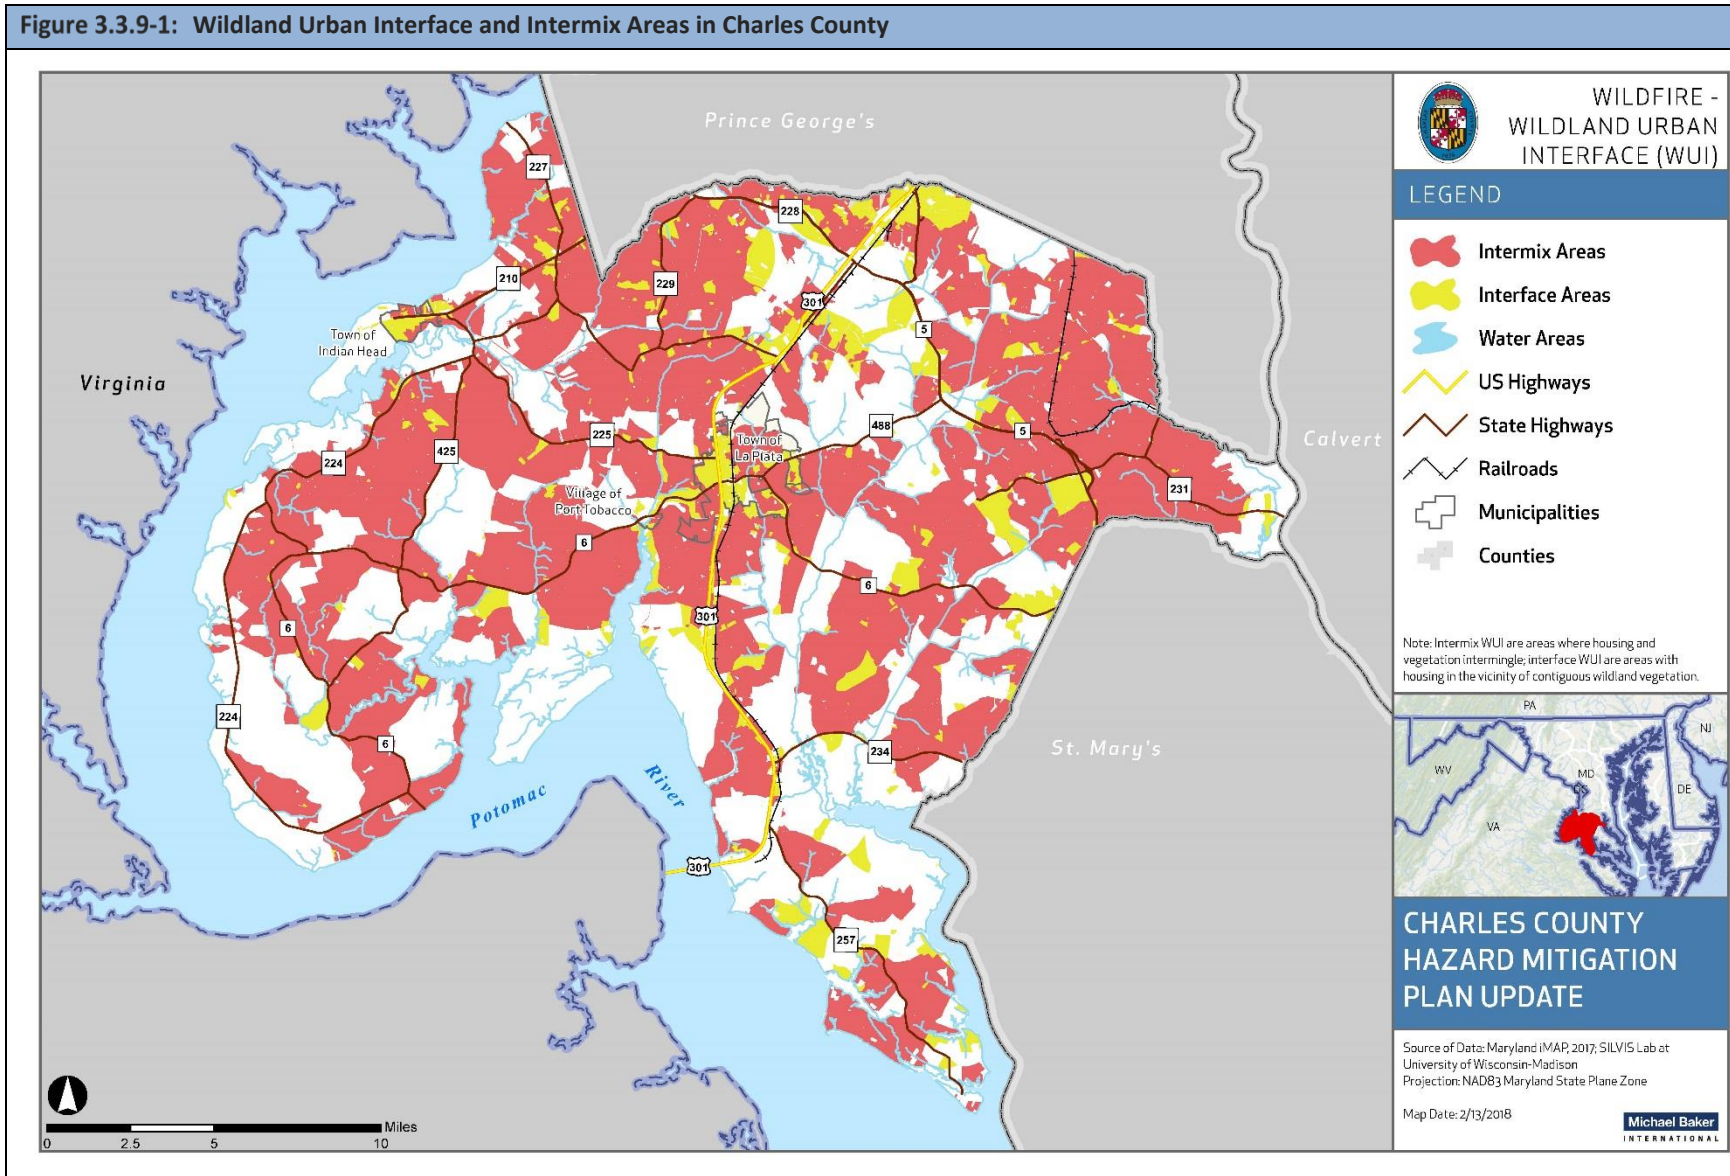 Figure 3.3.9-1: Wildland Urban Interface and Intermix Areas in Charles County
Prince George's
227
228
210
229
301
5
Town of
Indian Head
Virginia
488
Town of
La Plata
5
Calvert
225
425
224
Village of
Port Tobacco
231
6
6
301
6
224
6
234
St. Mary's
Potomac
River
301
257
Miles
0 2.5 5 10
WILDFIRE -
WILDLAND URBAN
INTERFACE (WUI)
LEGEND
Intermix Areas
Interface Areas
Water Areas
US Highways
State Highways
Railroads
Municipalities
Counties
Note: Intermix WUI are areas where housing and
vegetation intermingle; interface WUI are areas with
housing in the vicinity of contiguous wildland vegetation.
PA
NJ
WV
MD
DE
VA
CHARLES COUNTY
HAZARD MITIGATION
PLAN UPDATE
Source of Data: Maryland iMAP, 2017; SILVIS Lab at
University of Wisconsin-Madison
Projection: NAD83 Maryland State Plane Zone
Map Date: 2/13/2018
Michael Baker
INTERNATIONAL